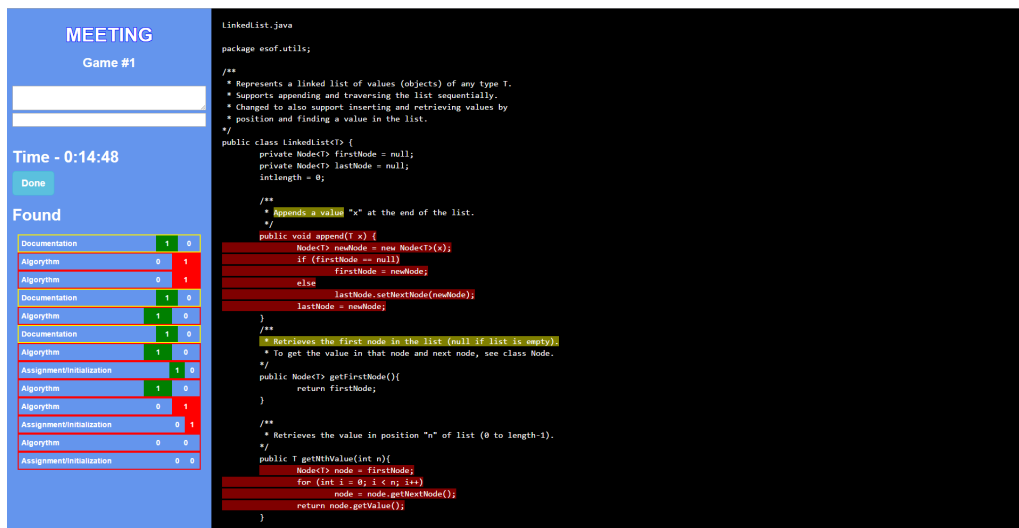 MEETING
Game #1
Time - 0:14:48
Done
Found
Documentation 1 0
Algorythm 0 1
Algorythm 0 1
Documentation 1 0
Algorythm 1 0
Documentation 1 0
Algorythm 1 0
Assignment/Initialization 1 0
Algorythm 1 0
Algorythm 0 1
Assignment/Initialization 0 1
Algorythm 0 0
Assignment/Initialization 0 0
LinkedList.java
package esof.utils;
/**
* Represents a linked list of values (objects) of any type T.
* Supports appending and traversing the list sequentially.
* Changed to also support inserting and retrieving values by
* position and finding a value in the list.
*/
public class LinkedList<T> {
private Node<T> firstNode = null;
private Node<T> lastNode = null;
intlength = 0;
/**
* Appends a value "x" at the end of the list.
*/
public void append(T x) {
Node<T> newNode = new Node<T>(x);
if (firstNode == null)
firstNode = newNode;
else
lastNode.setNextNode(newNode);
lastNode = newNode;
}
/**
* Retrieves the first node in the list (null if list is empty).
* To get the value in that node and next node, see class Node.
*/
public Node<T> getFirstNode(){
return firstNode;
}
/**
* Retrieves the value in position "n" of list (0 to length-1).
*/
public T getNthValue(int n){
Node<T> node = firstNode;
for (int i = 0; i < n; i++)
node = node.getNextNode();
return node.getValue();
}